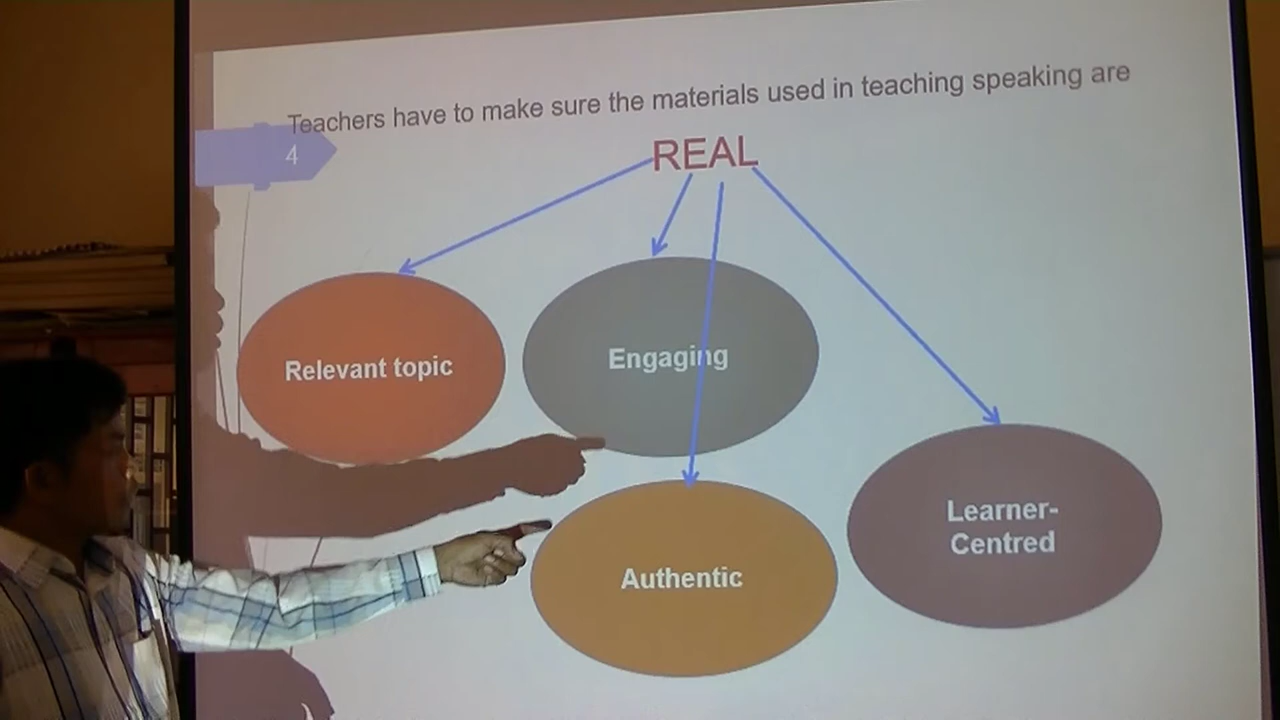 Teachers have to make sure the materials used in teaching speaking are
4
REAL
Relevant topic
Engaging
Authentic
Learner-
Centred